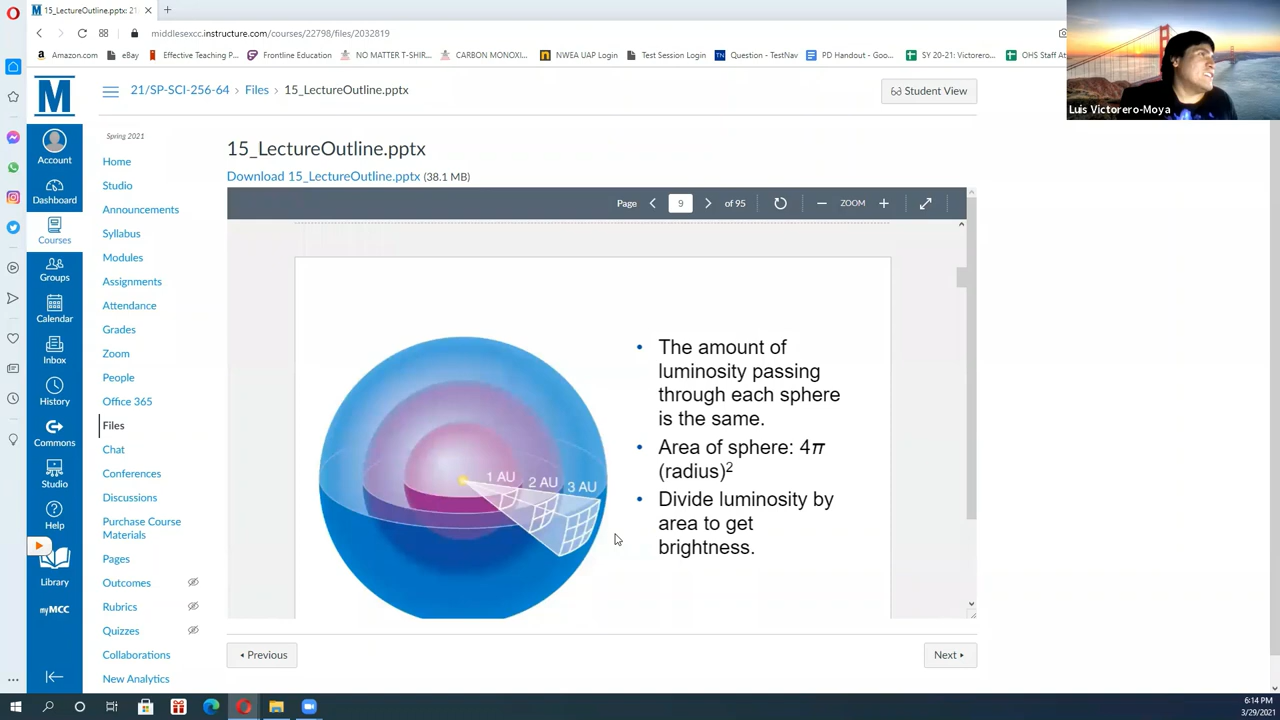 15_LectureOutline.pptx: 21
middlesexcc.instructure.com/courses/22798/files/2032819
Amazon.com
eBay
Effective Teaching P...
Frontline Education
NO MATTER T-SHIR...
CARBON MONOXI...
NWEA UAP Login
Test Session Login
TN
Question - TestNav
PD Handout - Goo...
SY 20-21: Victorero...
OHS Staff At
Luis Victorero-Moya
M
21/SP-SCI-256-64 › Files › 15_LectureOutline.pptx
Student View
Account
Dashboard
Courses
Groups
Calendar
Inbox
History
Commons
Studio
Help
Library
myMCC
Spring 2021
Home
Studio
Announcements
Syllabus
Modules
Assignments
Attendance
Grades
Zoom
People
Office 365
Files
Chat
Conferences
Discussions
Purchase Course
Materials
Pages
Outcomes
Rubrics
Quizzes
Collaborations
New Analytics
15_LectureOutline.pptx
Download 15_LectureOutline.pptx (38.1 MB)
Page 9 of 95 ZOOM
1 AU 2 AU 3 AU
• The amount of
luminosity passing
through each sphere
is the same.
• Area of sphere: 4π
(radius)²
• Divide luminosity by
area to get
brightness.
Previous
Next
6:14 PM
3/29/2021